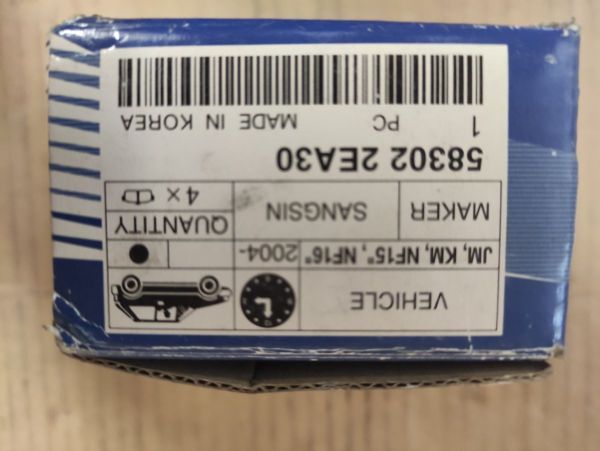 VEHICLE
JM, KM, NF15", NF16" 2004-
MAKER SANGSIN QUANTITY
4 ×
58302 2EA30
1 PC MADE IN KOREA